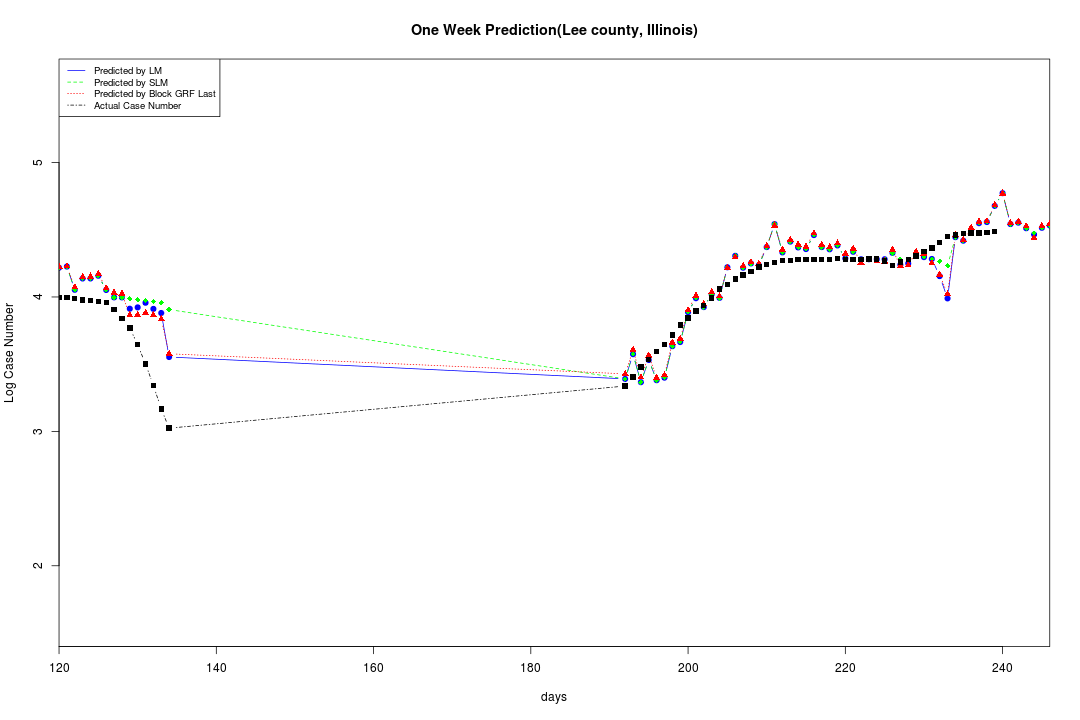 One Week Prediction(Lee county, Illinois)
Predicted by LM
Predicted by SLM
Predicted by Block GRF Last
Actual Case Number
5
4
3
2
Log Case Number
120 140 160 180 200 220 240
days